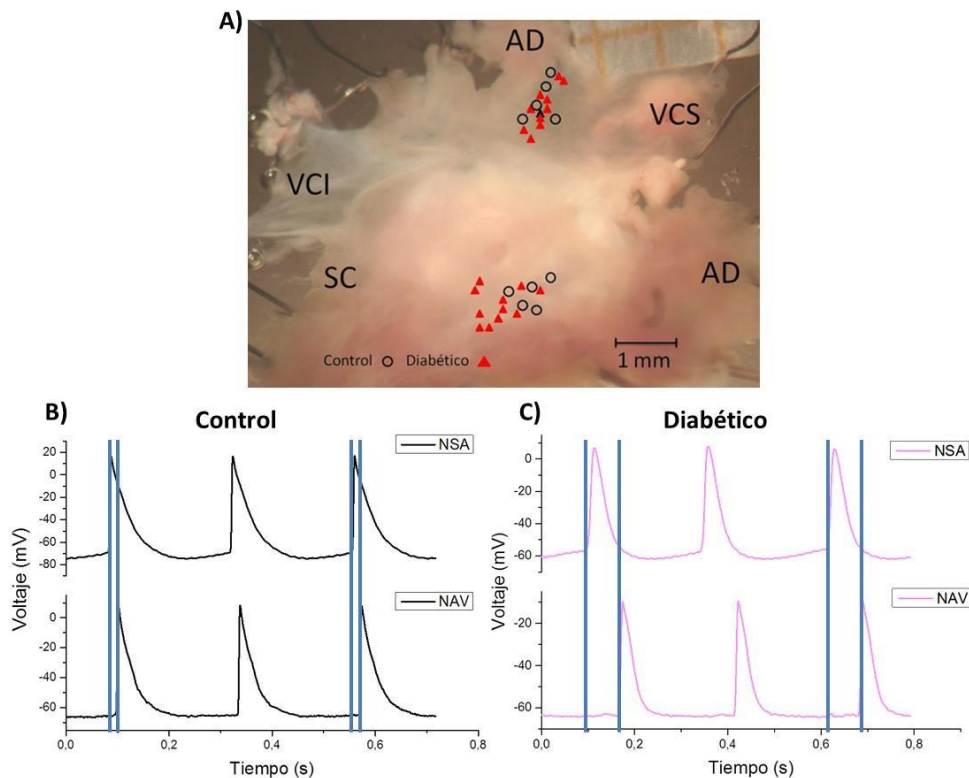 A)
AD
VCS
VCI
SC
AD
Control
Diabético
1 mm
B)
Control
NSA
20
0
-20
-40
-60
-80
NAV
0
-20
-40
-60
Voltaje (mV)
0,0 0,2 0,4 0,6 0,8
Tiempo (s)
C)
Diabético
NSA
0
-20
-40
-60
NAV
-20
-40
-60
Voltaje (mV)
0,0 0,2 0,4 0,6 0,8
Tiempo (s)